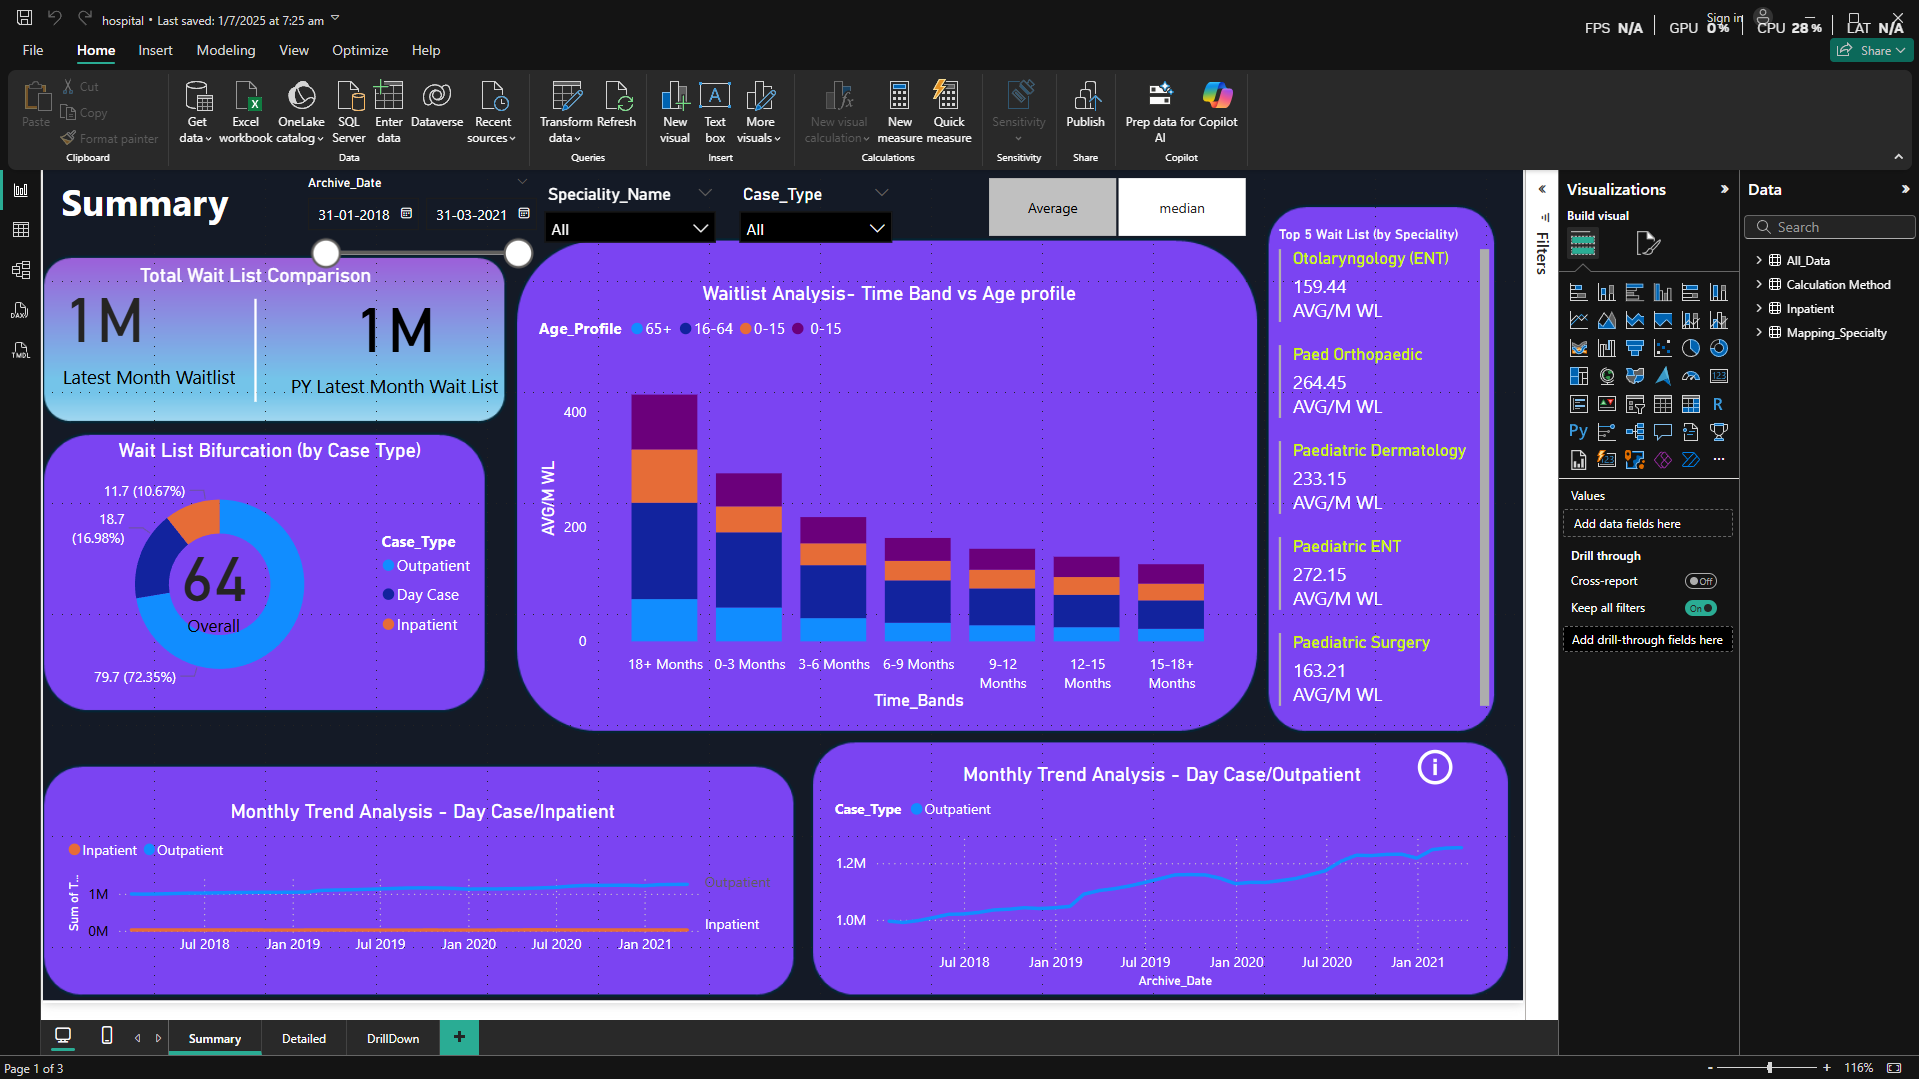 hospital • Last saved: 1/7/2025 at 7:25 am
Sign in
FPS N/A GPU 0% CPU 28% LAT N/A
File Home Insert Modeling View Optimize Help
Share
Paste
Cut
Copy
Format painter
Clipboard
Get data
Excel workbook
OneLake catalog
SQL Server
Enter data
Dataverse
Recent sources
Data
Transform data
Refresh
Queries
New visual
Text box
More visuals
Insert
New visual calculation
New measure
Quick measure
Calculations
Sensitivity
Sensitivity
Publish
Share
Prep data for AI
Copilot
Copilot
DAX
TMDL
Summary
Archive_Date
31-01-2018 31-03-2021
Speciality_Name
All
Case_Type
All
Average median
Total Wait List Comparison
1M
Latest Month Waitlist
1M
PY Latest Month Wait List
Wait List Bifurcation (by Case Type)
11.7 (10.67%)
18.7
(16.98%)
64
Overall
79.7 (72.35%)
Case_Type
Outpatient
Day Case
Inpatient
Waitlist Analysis- Time Band vs Age profile
Age_Profile 65+ 16-64 0-15 0-15
AVG/M WL
400
200
0
18+ Months 0-3 Months 3-6 Months 6-9 Months 9-12 Months 12-15 Months 15-18+ Months
Time_Bands
Top 5 Wait List (by Speciality)
Otolaryngology (ENT)
159.44
AVG/M WL
Paed Orthopaedic
264.45
AVG/M WL
Paediatric Dermatology
233.15
AVG/M WL
Paediatric ENT
272.15
AVG/M WL
Paediatric Surgery
163.21
AVG/M WL
Monthly Trend Analysis - Day Case/Inpatient
Inpatient Outpatient
Sum of T...
1M
0M
Outpatient
Inpatient
Jul 2018 Jan 2019 Jul 2019 Jan 2020 Jul 2020 Jan 2021
Monthly Trend Analysis - Day Case/Outpatient
i
Case_Type Outpatient
1.2M
1.0M
Jul 2018 Jan 2019 Jul 2019 Jan 2020 Jul 2020 Jan 2021
Archive_Date
Filters
Visualizations
Build visual
123
R
Py
123
Values
Add data fields here
Drill through
Cross-report Off
Keep all filters On
Add drill-through fields here
Data
Search
All_Data
Calculation Method
Inpatient
Mapping_Specialty
Summary Detailed DrillDown +
Page 1 of 3
- + 116%